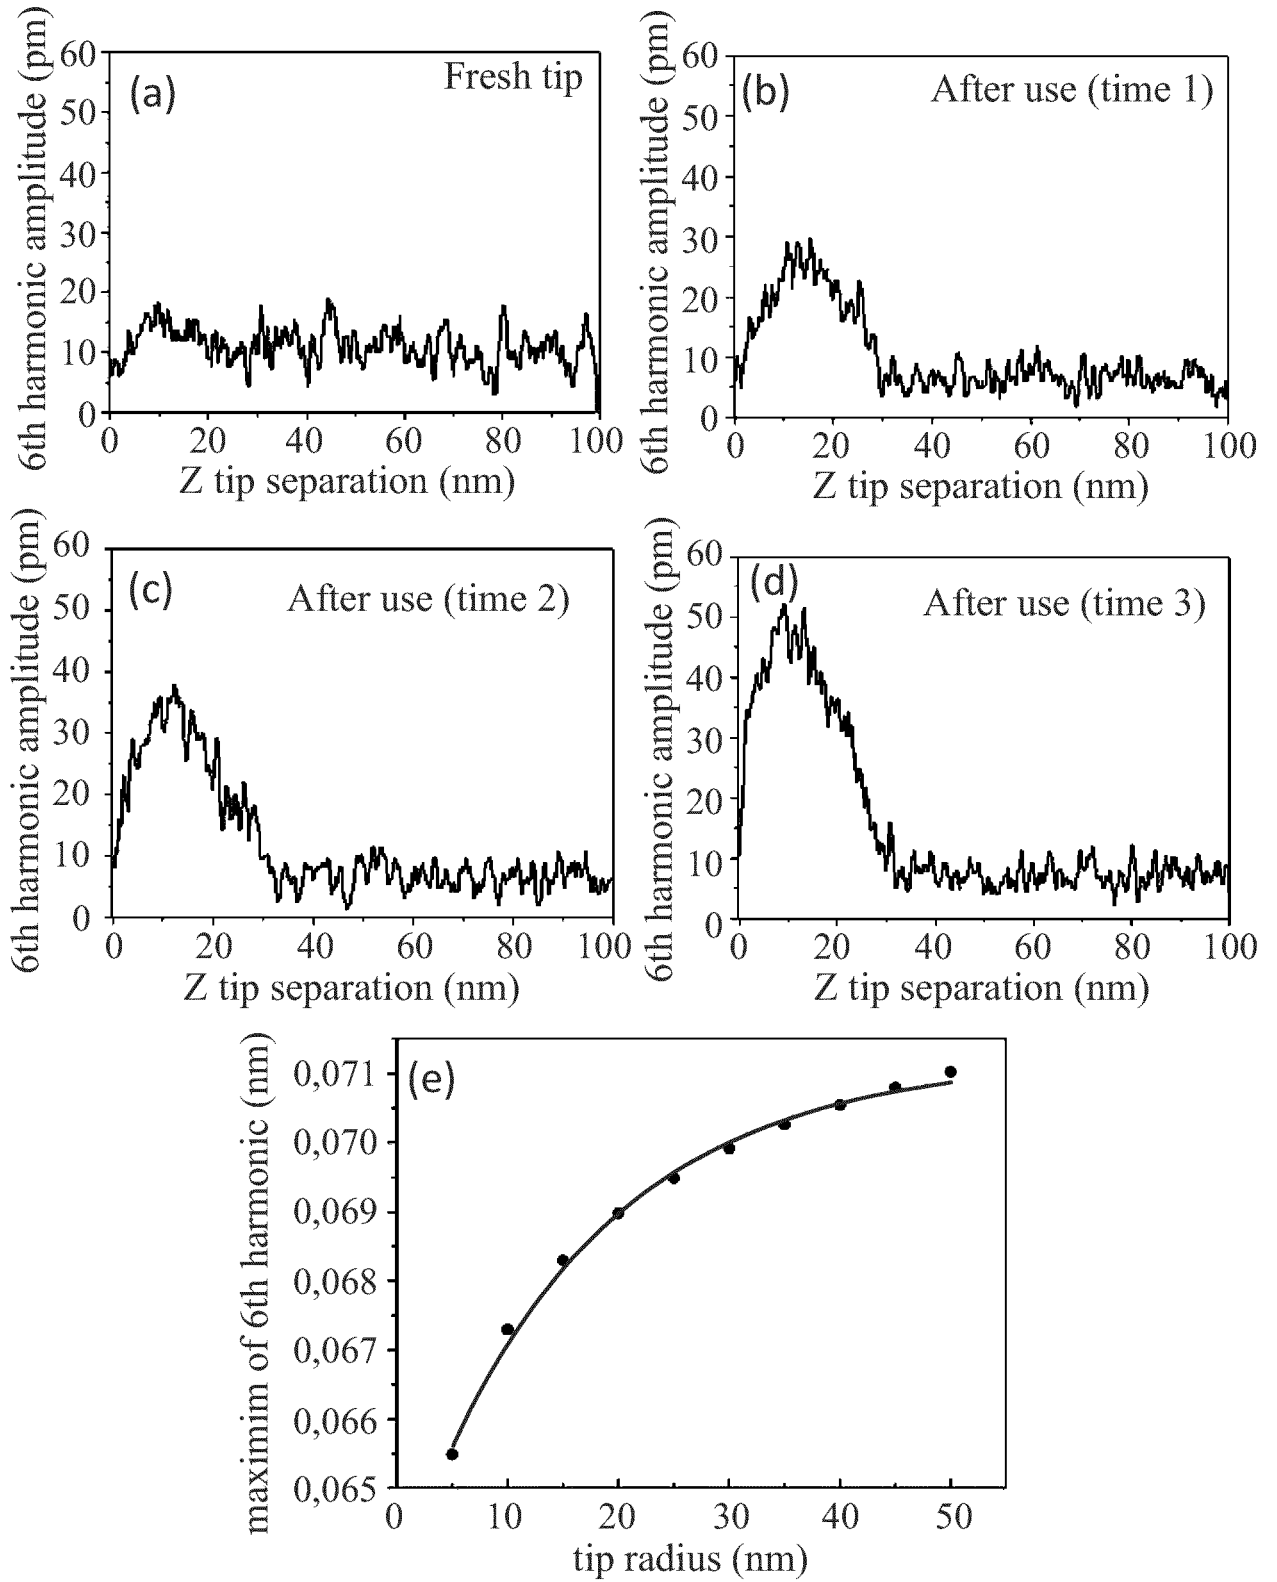 6th harmonic amplitude (pm)
60
50
40
30
20
10
0
(a)
Fresh tip
0 20 40 60 80 100
Z tip separation (nm)
6th harmonic amplitude (pm)
60
50
40
30
20
10
0
(b)
After use (time 1)
0 20 40 60 80 100
Z tip separation (nm)
6th harmonic amplitude (pm)
60
50
40
30
20
10
0
(c)
After use (time 2)
0 20 40 60 80 100
Z tip separation (nm)
6th harmonic amplitude (pm)
60
50
40
30
20
10
0
(d)
After use (time 3)
0 20 40 60 80 100
Z tip separation (nm)
maximim of 6th harmonic (nm)
0,071
0,070
0,069
0,068
0,067
0,066
0,065
(e)
0 10 20 30 40 50
tip radius (nm)